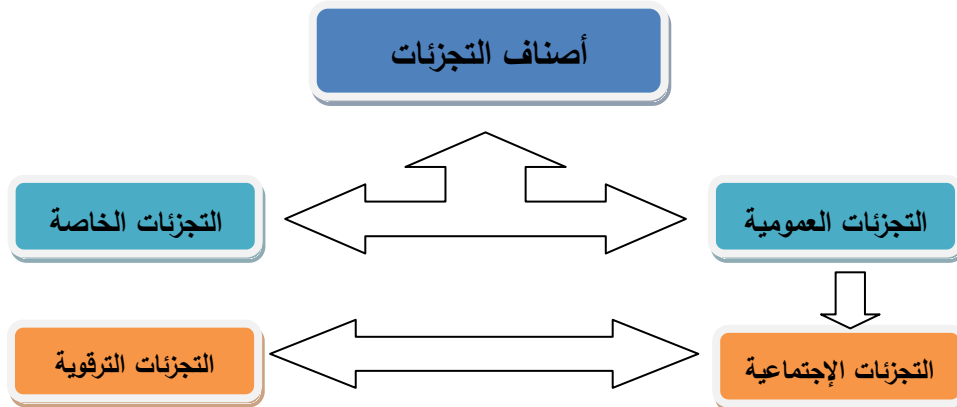 أصناف التجزئات
التجزئات العمومية
التجزئات الخاصة
التجزئات الإجتماعية
التجزئات الترقوية